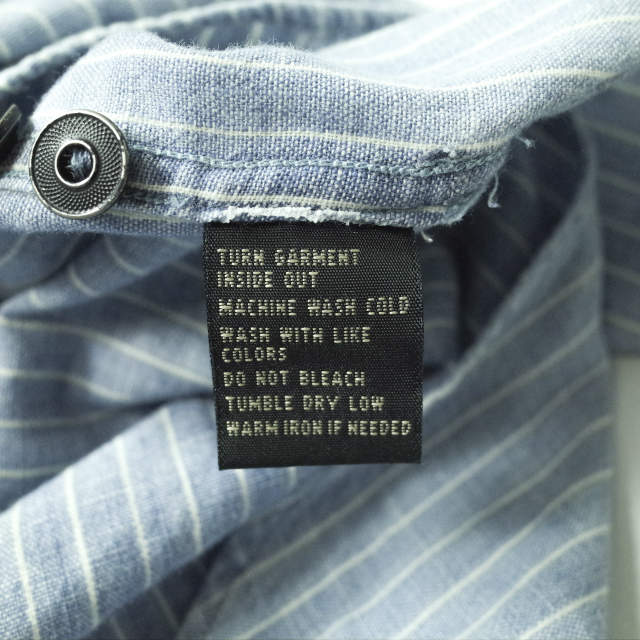 TURN GARMENT
INSIDE OUT
MACHINE WASH COLD
WASH WITH LIKE
COLORS
DO NOT BLEACH
TUMBLE DRY LOW
WARM IRON IF NEEDED